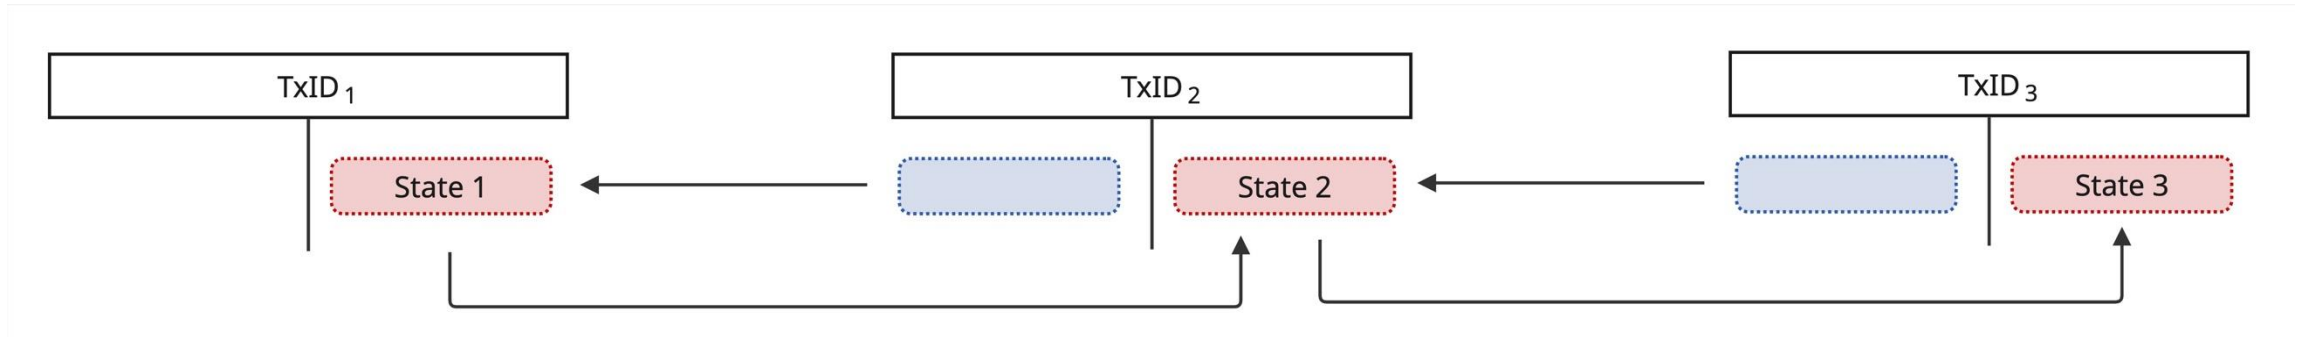 TxID 1
TxID 2
TxID 3
State 1
State 2
State 3